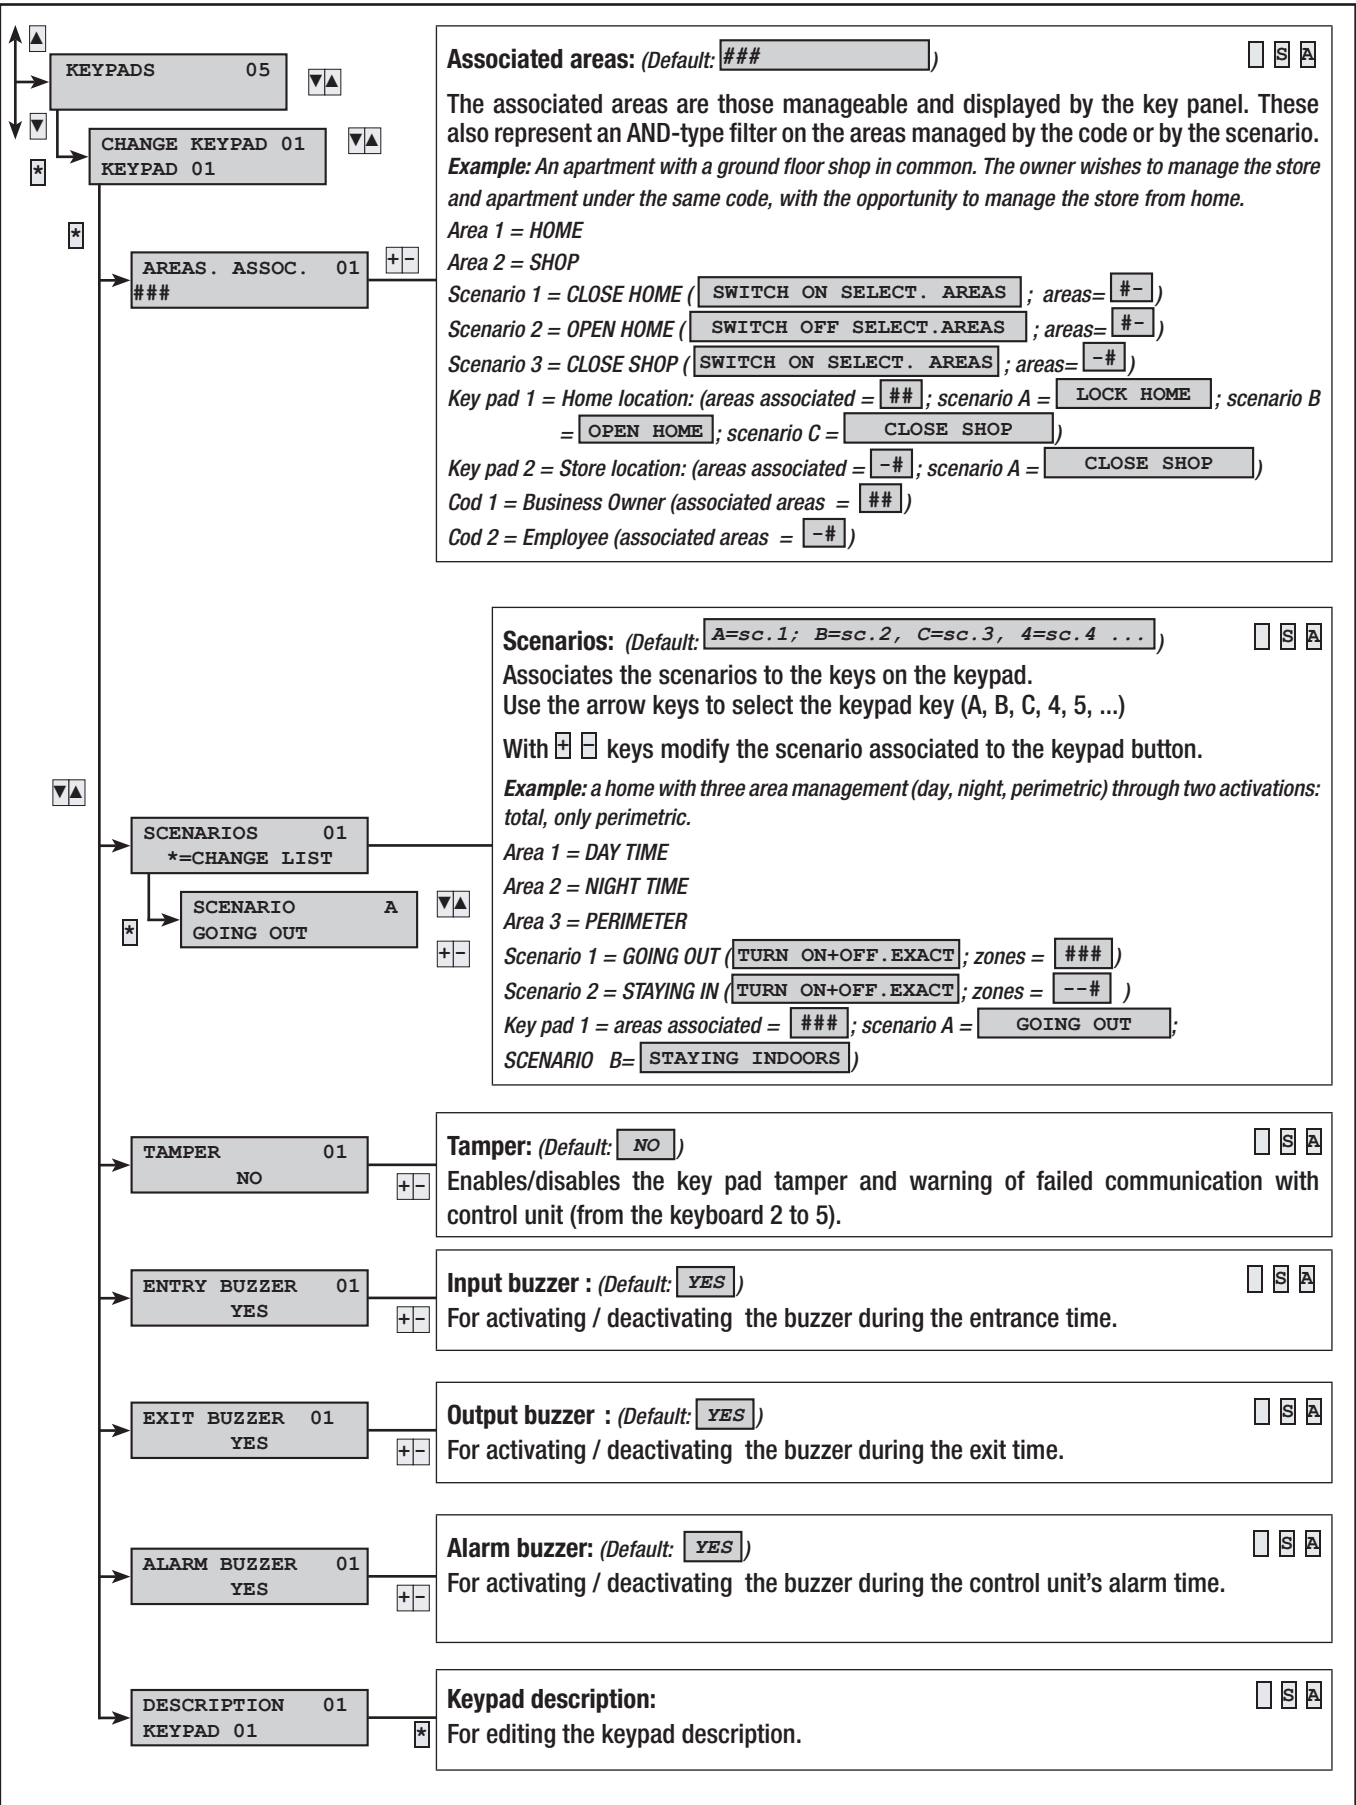 ▲
KEYPADS 05
▼▲
▼
CHANGE KEYPAD 01
KEYPAD 01
▼▲
*
*
AREAS. ASSOC. 01
###
+ -
Associated areas: (Default: ### )
S A
The associated areas are those manageable and displayed by the key panel. These
also represent an AND-type filter on the areas managed by the code or by the scenario.
Example: An apartment with a ground floor shop in common. The owner wishes to manage the store
and apartment under the same code, with the opportunity to manage the store from home.
Area 1 = HOME
Area 2 = SHOP
Scenario 1 = CLOSE HOME ( SWITCH ON SELECT. AREAS ; areas= #- )
Scenario 2 = OPEN HOME ( SWITCH OFF SELECT.AREAS ; areas= #- )
Scenario 3 = CLOSE SHOP ( SWITCH ON SELECT. AREAS ; areas= -# )
Key pad 1 = Home location: (areas associated = ## ; scenario A = LOCK HOME ; scenario B
= OPEN HOME ; scenario C = CLOSE SHOP )
Key pad 2 = Store location: (areas associated = -# ; scenario A = CLOSE SHOP )
Cod 1 = Business Owner (associated areas = ## )
Cod 2 = Employee (associated areas = -# )
▼▲
SCENARIOS 01
*=CHANGE LIST
SCENARIO A
GOING OUT
▼▲
*
+ -
Scenarios: (Default: A=sc.1; B=sc.2, C=sc.3, 4=sc.4 ... )
S A
Associates the scenarios to the keys on the keypad.
Use the arrow keys to select the keypad key (A, B, C, 4, 5, ...)
With + - keys modify the scenario associated to the keypad button.
Example: a home with three area management (day, night, perimetric) through two activations:
total, only perimetric.
Area 1 = DAY TIME
Area 2 = NIGHT TIME
Area 3 = PERIMETER
Scenario 1 = GOING OUT ( TURN ON+OFF.EXACT ; zones = ### )
Scenario 2 = STAYING IN ( TURN ON+OFF.EXACT ; zones = --# )
Key pad 1 = areas associated = ### ; scenario A = GOING OUT ;
SCENARIO B= STAYING INDOORS )
TAMPER 01
NO
+ -
Tamper: (Default: NO )
S A
Enables/disables the key pad tamper and warning of failed communication with
control unit (from the keyboard 2 to 5).
ENTRY BUZZER 01
YES
+ -
Input buzzer : (Default: YES )
S A
For activating / deactivating the buzzer during the entrance time.
EXIT BUZZER 01
YES
+ -
Output buzzer : (Default: YES )
S A
For activating / deactivating the buzzer during the exit time.
ALARM BUZZER 01
YES
+ -
Alarm buzzer: (Default: YES )
S A
For activating / deactivating the buzzer during the control unit's alarm time.
DESCRIPTION 01
KEYPAD 01
*
Keypad description:
S A
For editing the keypad description.